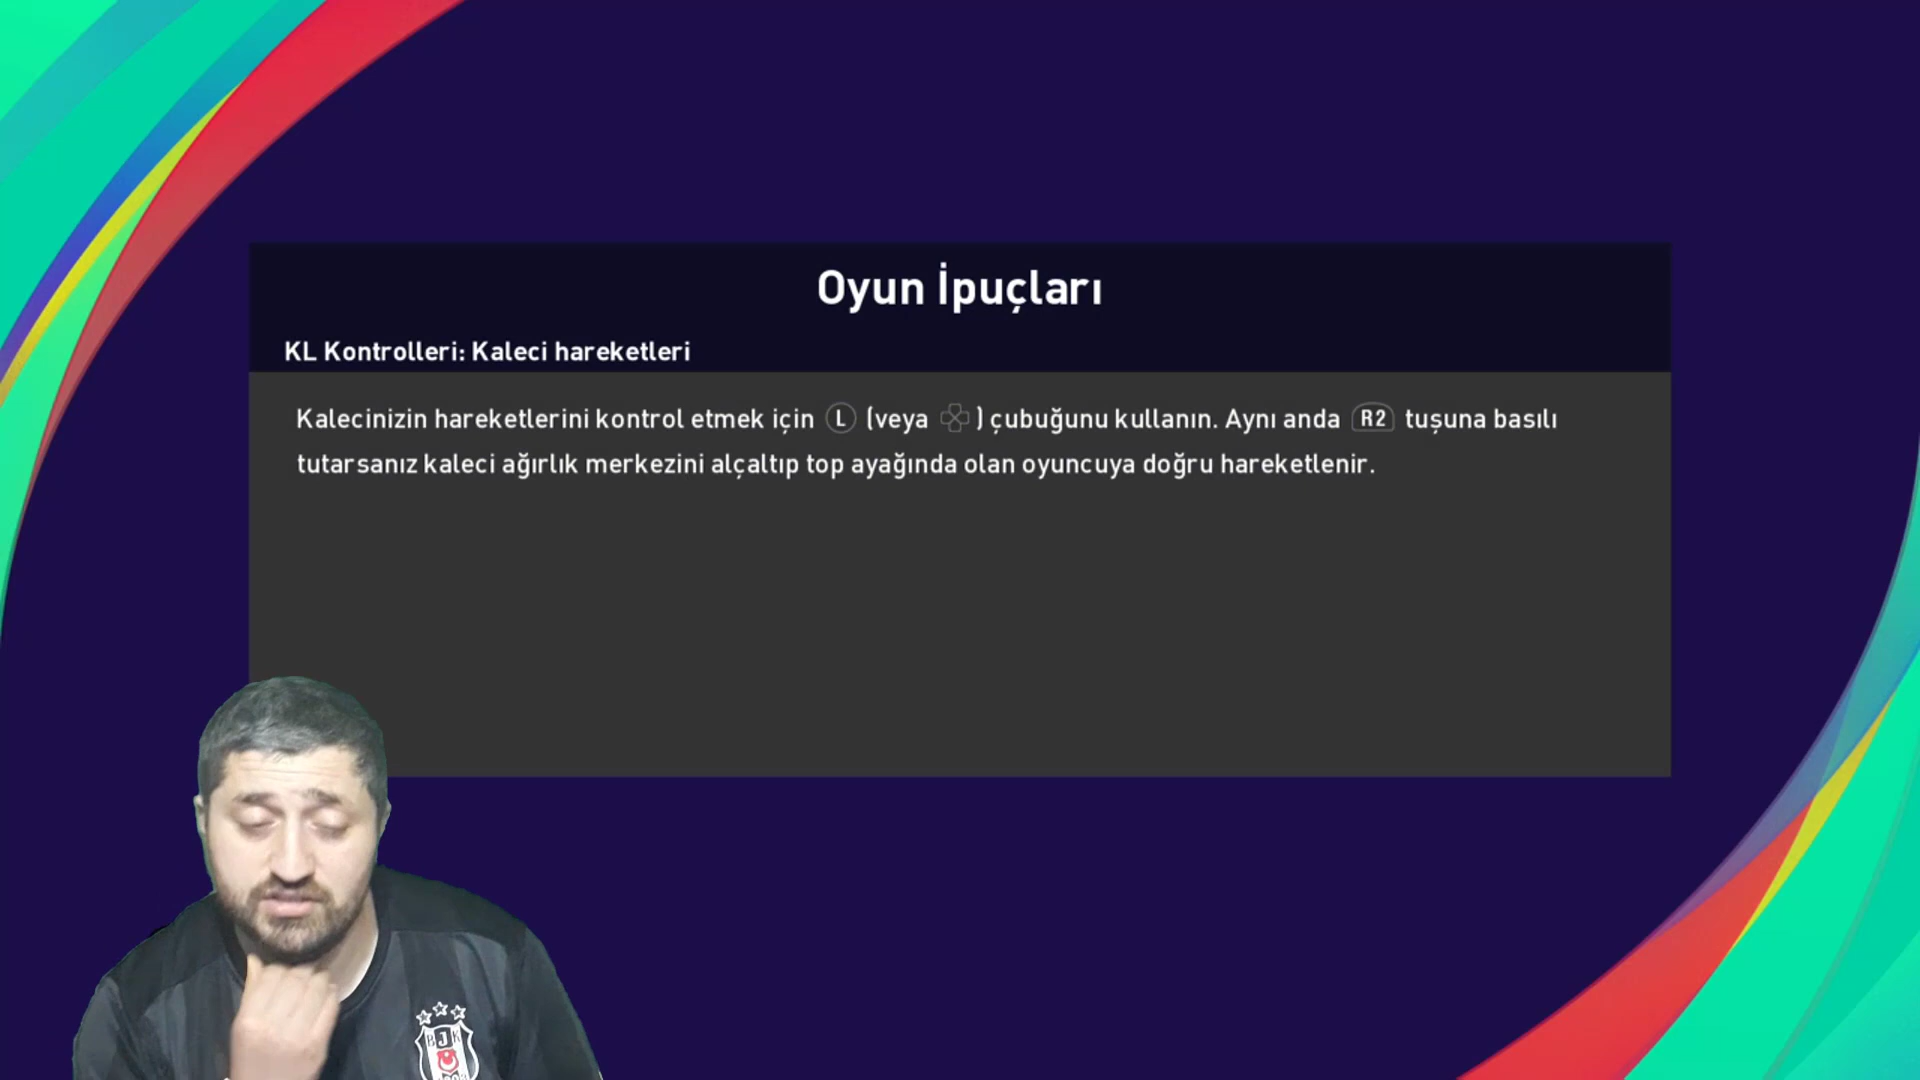 Oyun İpuçları
KL Kontrolleri: Kaleci hareketleri
Kalecinizin hareketlerini kontrol etmek için L (veya ) çubuğunu kullanın. Aynı anda R2 tuşuna basılı
tutarsanız kaleci ağırlık merkezini alçaltıp top ayağında olan oyuncuya doğru hareketlenir.
BJK